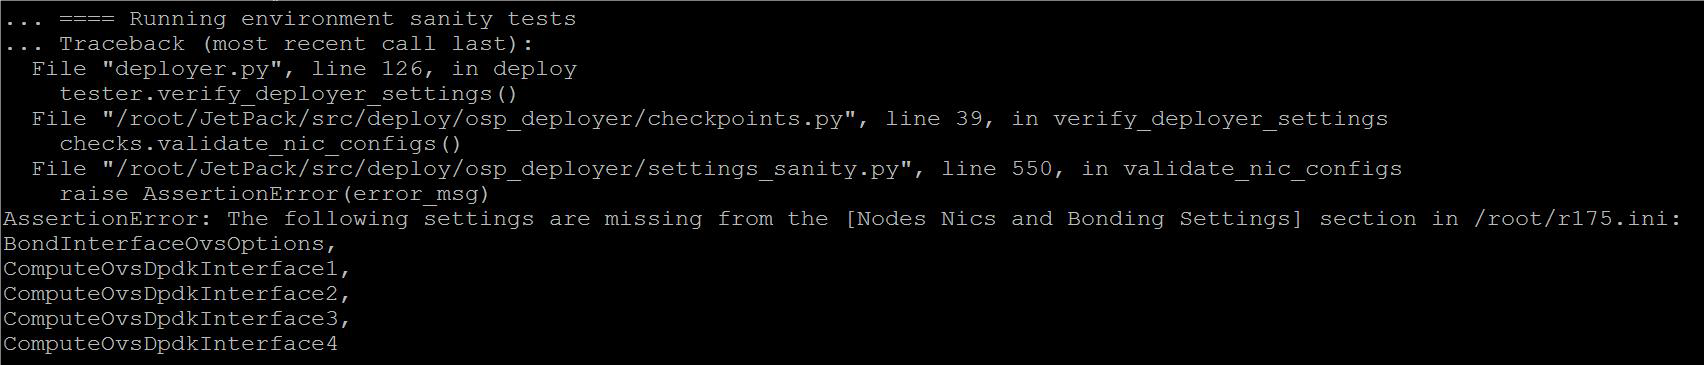 ... ==== Running environment sanity tests
... Traceback (most recent call last):
  File "deployer.py", line 126, in deploy
    tester.verify_deployer_settings()
  File "/root/JetPack/src/deploy/osp_deployer/checkpoints.py", line 39, in verify_deployer_settings
    checks.validate_nic_configs()
  File "/root/JetPack/src/deploy/osp_deployer/settings_sanity.py", line 550, in validate_nic_configs
    raise AssertionError(error_msg)
AssertionError: The following settings are missing from the [Nodes Nics and Bonding Settings] section in /root/r175.ini:
BondInterfaceOvsOptions,
ComputeOvsDpdkInterface1,
ComputeOvsDpdkInterface2,
ComputeOvsDpdkInterface3,
ComputeOvsDpdkInterface4